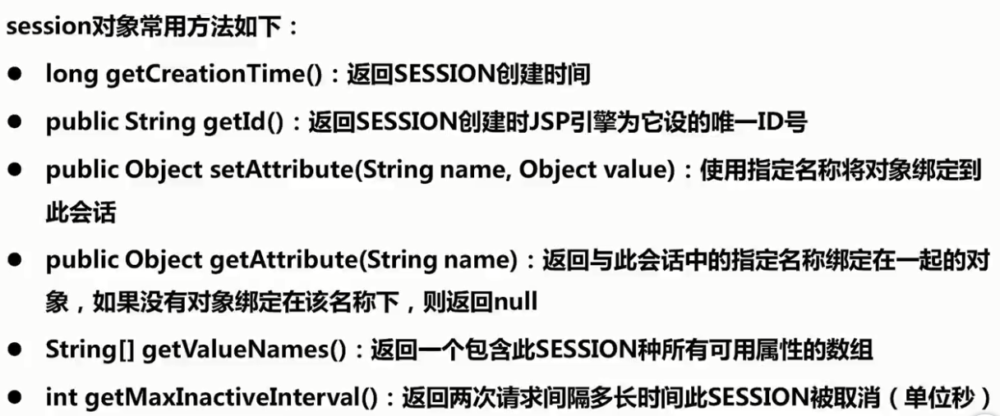 session对象常用方法如下：
● long getCreationTime()：返回SESSION创建时间
● public String getId()：返回SESSION创建时JSP引擎为它设的唯一ID号
● public Object setAttribute(String name, Object value)：使用指定名称将对象绑定到
此会话
● public Object getAttribute(String name)：返回与此会话中的指定名称绑定在一起的对
象，如果没有对象绑定在该名称下，则返回null
● String[] getValueNames()：返回一个包含此SESSION种所有可用属性的数组
● int getMaxInactiveInterval()：返回两次请求间隔多长时间此SESSION被取消（单位秒）